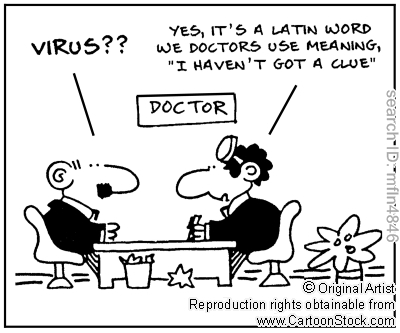 VIRUS??
YES, IT'S A LATIN WORD
WE DOCTORS USE MEANING,
"I HAVEN'T GOT A CLUE"
DOCTOR
search ID: mfln4846
© Original Artist
Reproduction rights obtainable from
www.CartoonStock.com